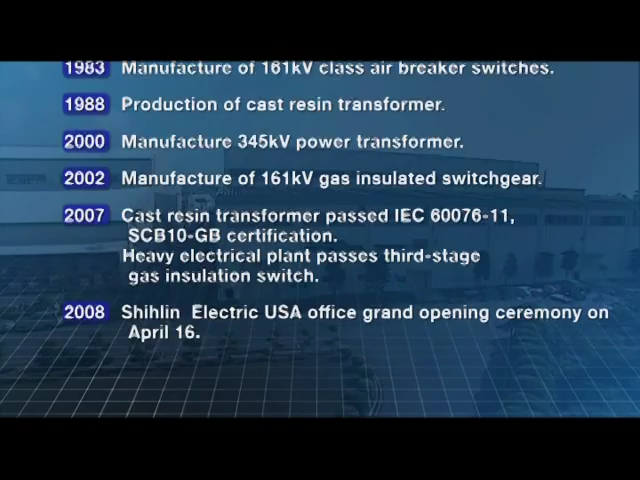 1983 Manufacture of 161kV class air breaker switches.
1988 Production of cast resin transformer.
2000 Manufacture 345kV power transformer.
2002 Manufacture of 161kV gas insulated switchgear.
2007 Cast resin transformer passed IEC 60076-11,
SCB10-GB certification.
Heavy electrical plant passes third-stage
gas insulation switch.
2008 Shihlin Electric USA office grand opening ceremony on
April 16.